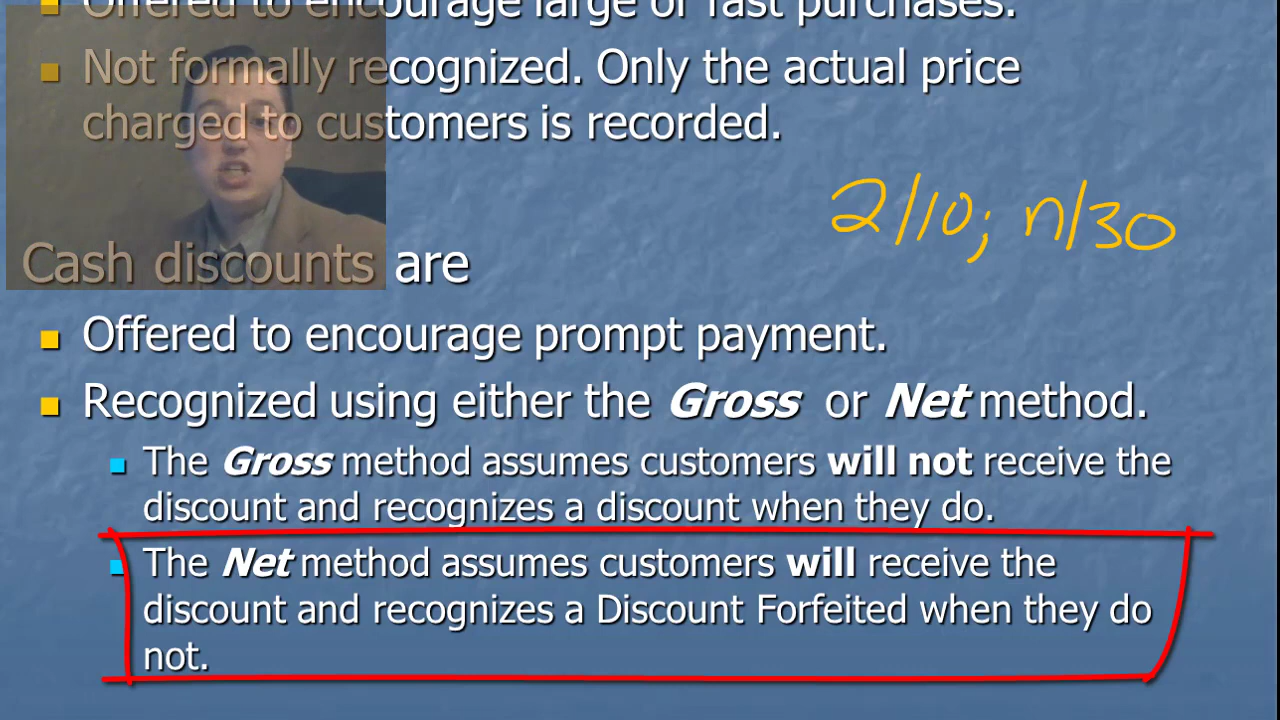 Offered to encourage large or fast purchases.
Not formally recognized. Only the actual price
charged to customers is recorded.
2/10; n/30
Cash discounts are
Offered to encourage prompt payment.
Recognized using either the Gross or Net method.
The Gross method assumes customers will not receive the
discount and recognizes a discount when they do.
The Net method assumes customers will receive the
discount and recognizes a Discount Forfeited when they do
not.